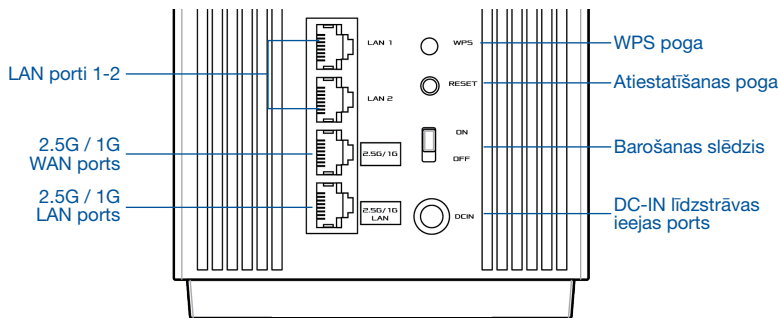 LAN porti 1-2
2.5G / 1G
WAN ports
2.5G / 1G
LAN ports
LAN 1
LAN 2
2.5G/1G
2.5G/1G
LAN
WPS
RESET
ON
OFF
DCIN
WPS poga
Atiestatīšanas poga
Barošanas slēdzis
DC-IN līdzstrāvas
ieejas ports